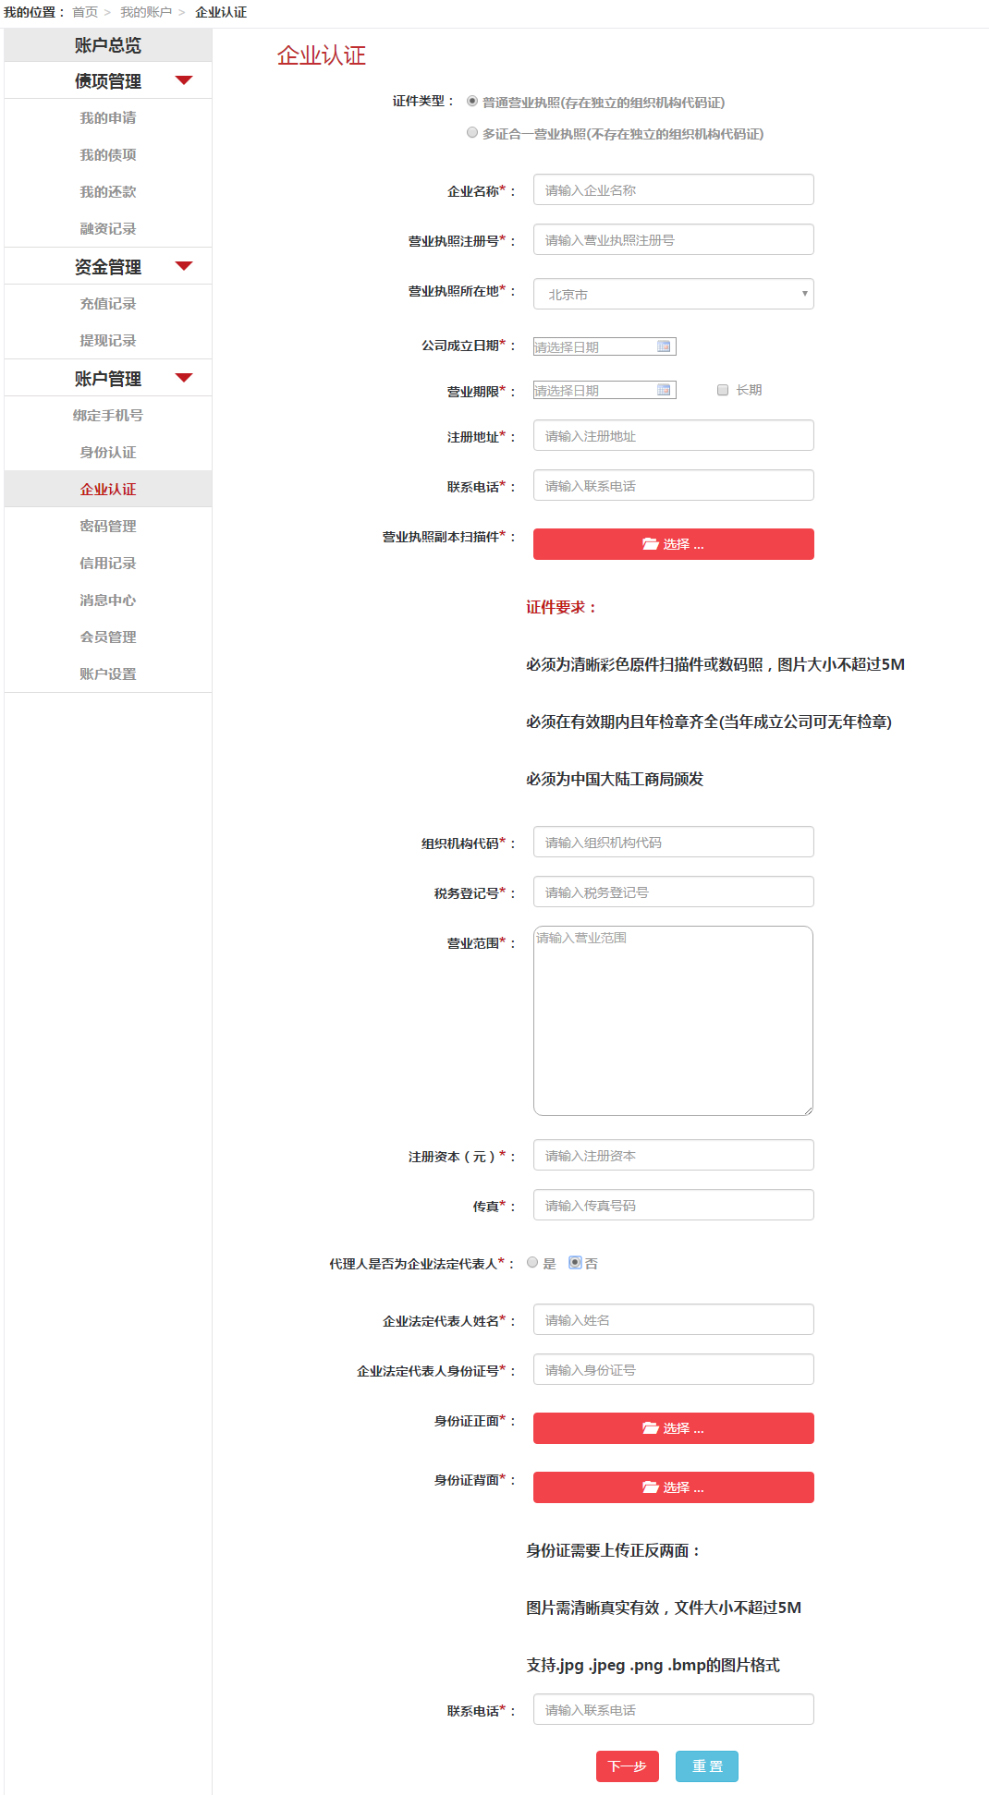 我的位置： 首页 > 我的账户 > 企业认证
账户总览
债项管理
我的申请
我的债项
我的还款
融资记录
资金管理
充值记录
提现记录
账户管理
绑定手机号
身份认证
企业认证
密码管理
信用记录
消息中心
会员管理
账户设置
企业认证
证件类型： 普通营业执照(存在独立的组织机构代码证)
多证合一营业执照(不存在独立的组织机构代码证)
企业名称*： 请输入企业名称
营业执照注册号*： 请输入营业执照注册号
营业执照所在地*： 北京市
公司成立日期*： 请选择日期
营业期限*： 请选择日期 长期
注册地址*： 请输入注册地址
联系电话*： 请输入联系电话
营业执照副本扫描件*： 选择 ...
证件要求：
必须为清晰彩色原件扫描件或数码照，图片大小不超过5M
必须在有效期内且年检章齐全(当年成立公司可无年检章)
必须为中国大陆工商局颁发
组织机构代码*： 请输入组织机构代码
税务登记号*： 请输入税务登记号
营业范围*： 请输入营业范围
注册资本（元）*： 请输入注册资本
传真*： 请输入传真号码
代理人是否为企业法定代表人*： 是 否
企业法定代表人姓名*： 请输入姓名
企业法定代表人身份证号*： 请输入身份证号
身份证正面*： 选择 ...
身份证背面*： 选择 ...
身份证需要上传正反两面：
图片需清晰真实有效，文件大小不超过5M
支持.jpg .jpeg .png .bmp的图片格式
联系电话*： 请输入联系电话
下一步 重 置